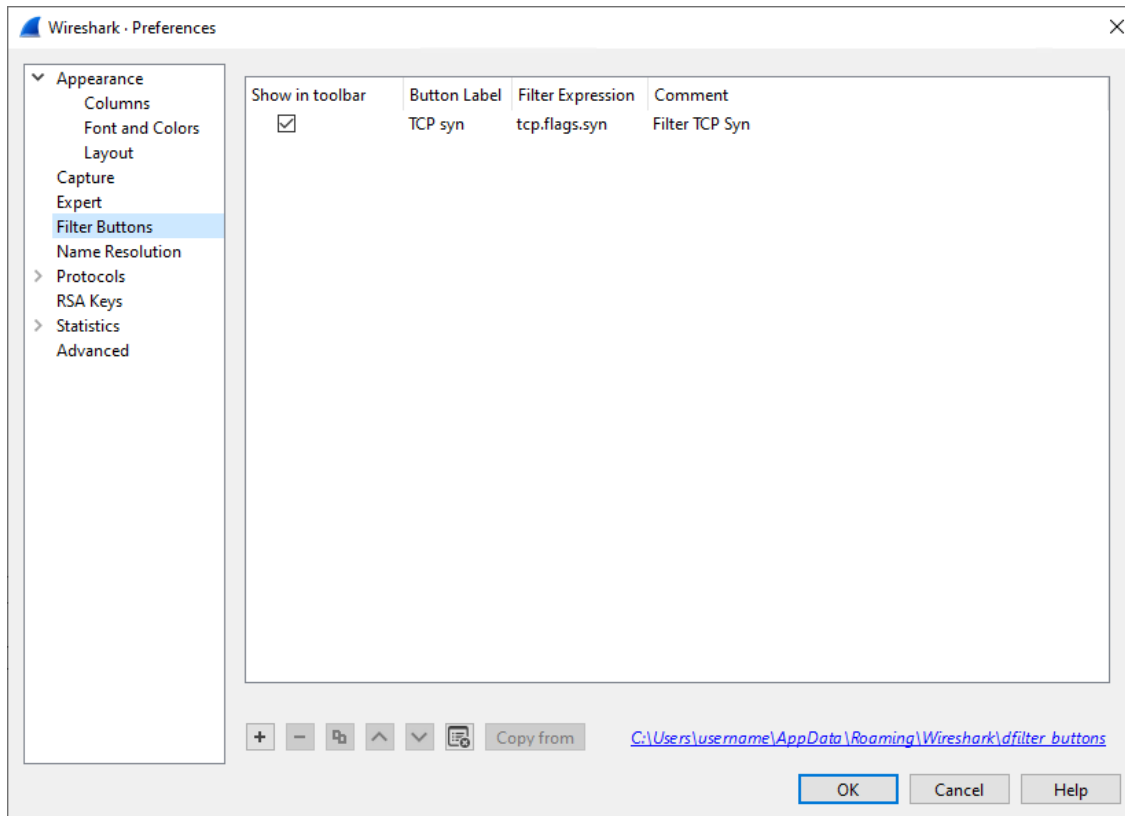 Wireshark · Preferences
Appearance
Columns
Font and Colors
Layout
Capture
Expert
Filter Buttons
Name Resolution
Protocols
RSA Keys
Statistics
Advanced
Show in toolbar Button Label Filter Expression Comment
TCP syn tcp.flags.syn Filter TCP Syn
Copy from C:\Users\username\AppData\Roaming\Wireshark\dfilter_buttons
OK Cancel Help